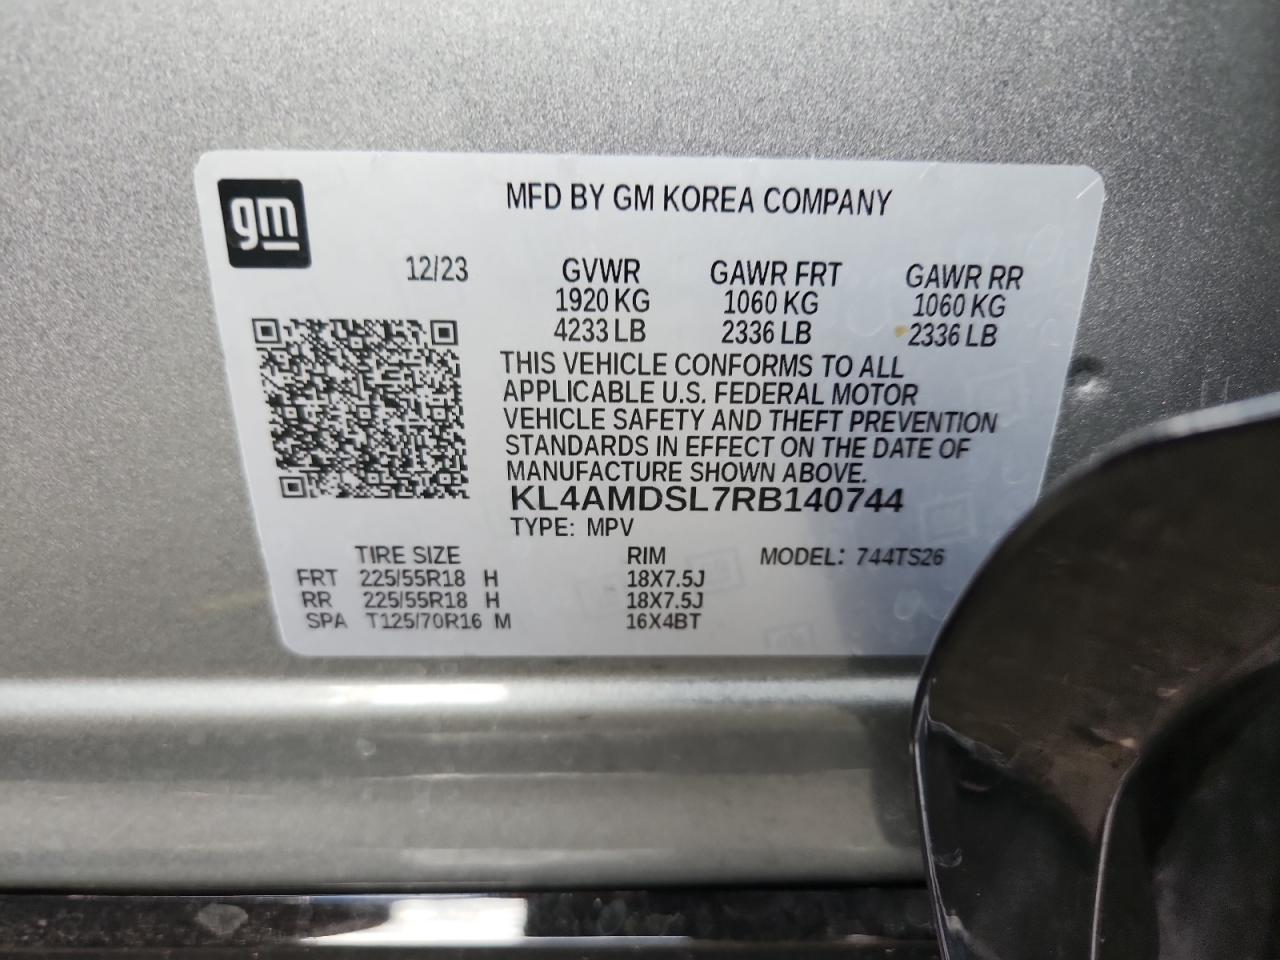 gm
MFD BY GM KOREA COMPANY
12/23 GVWR GAWR FRT GAWR RR
1920 KG 1060 KG 1060 KG
4233 LB 2336 LB 2336 LB
THIS VEHICLE CONFORMS TO ALL
APPLICABLE U.S. FEDERAL MOTOR
VEHICLE SAFETY AND THEFT PREVENTION
STANDARDS IN EFFECT ON THE DATE OF
MANUFACTURE SHOWN ABOVE.
KL4AMDSL7RB140744
TYPE: MPV
TIRE SIZE RIM MODEL: 744TS26
FRT 225/55R18 H 18X7.5J
RR 225/55R18 H 18X7.5J
SPA T125/70R16 M 16X4BT